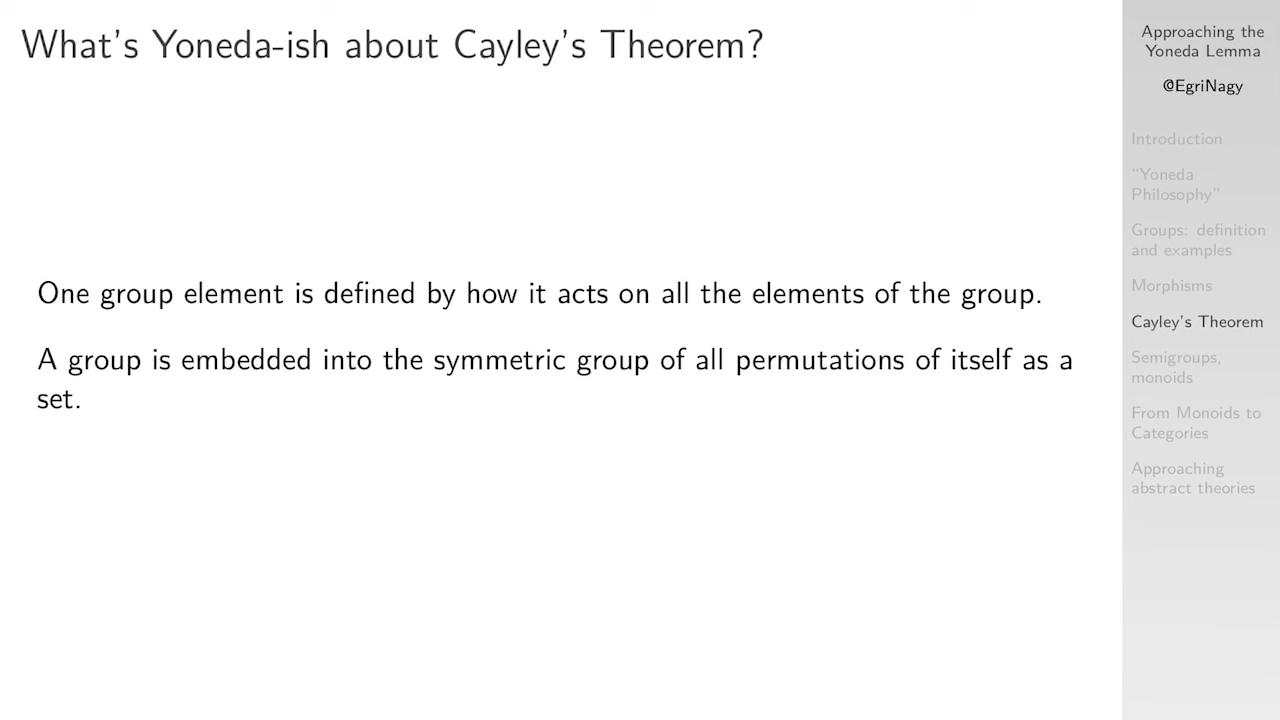 What's Yoneda-ish about Cayley's Theorem?
One group element is defined by how it acts on all the elements of the group.
A group is embedded into the symmetric group of all permutations of itself as a
set.
Approaching the
Yoneda Lemma
@EgriNagy
Introduction
“Yoneda
Philosophy”
Groups: definition
and examples
Morphisms
Cayley's Theorem
Semigroups,
monoids
From Monoids to
Categories
Approaching
abstract theories